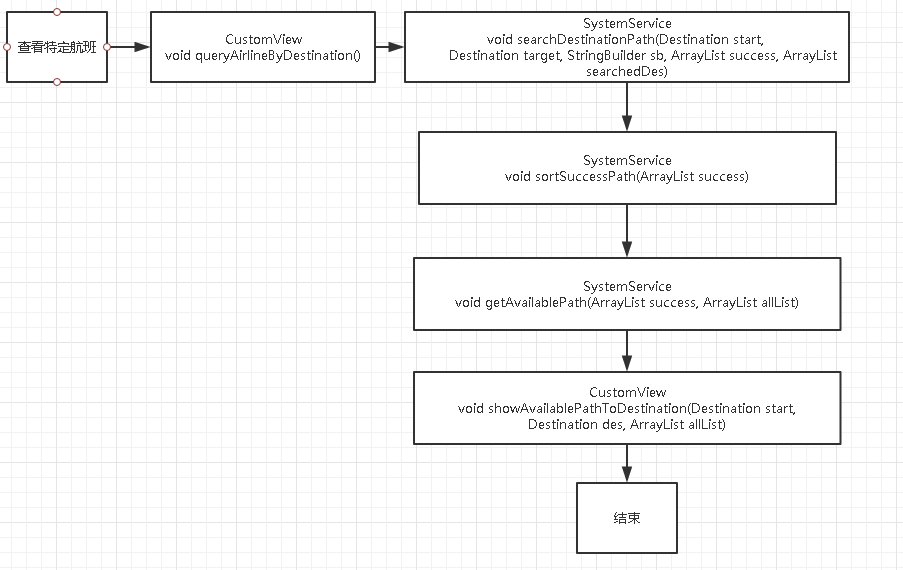 查看特定航班
CustomView
void queryAirlineByDestination()
SystemService
void searchDestinationPath(Destination start,
Destination target, StringBuilder sb, ArrayList success, ArrayList
searchedDes)
SystemService
void sortSuccessPath(ArrayList success)
SystemService
void getAvailablePath(ArrayList success, ArrayList allList)
CustomView
void showAvailablePathToDestination(Destination start,
Destination des, ArrayList allList)
结束